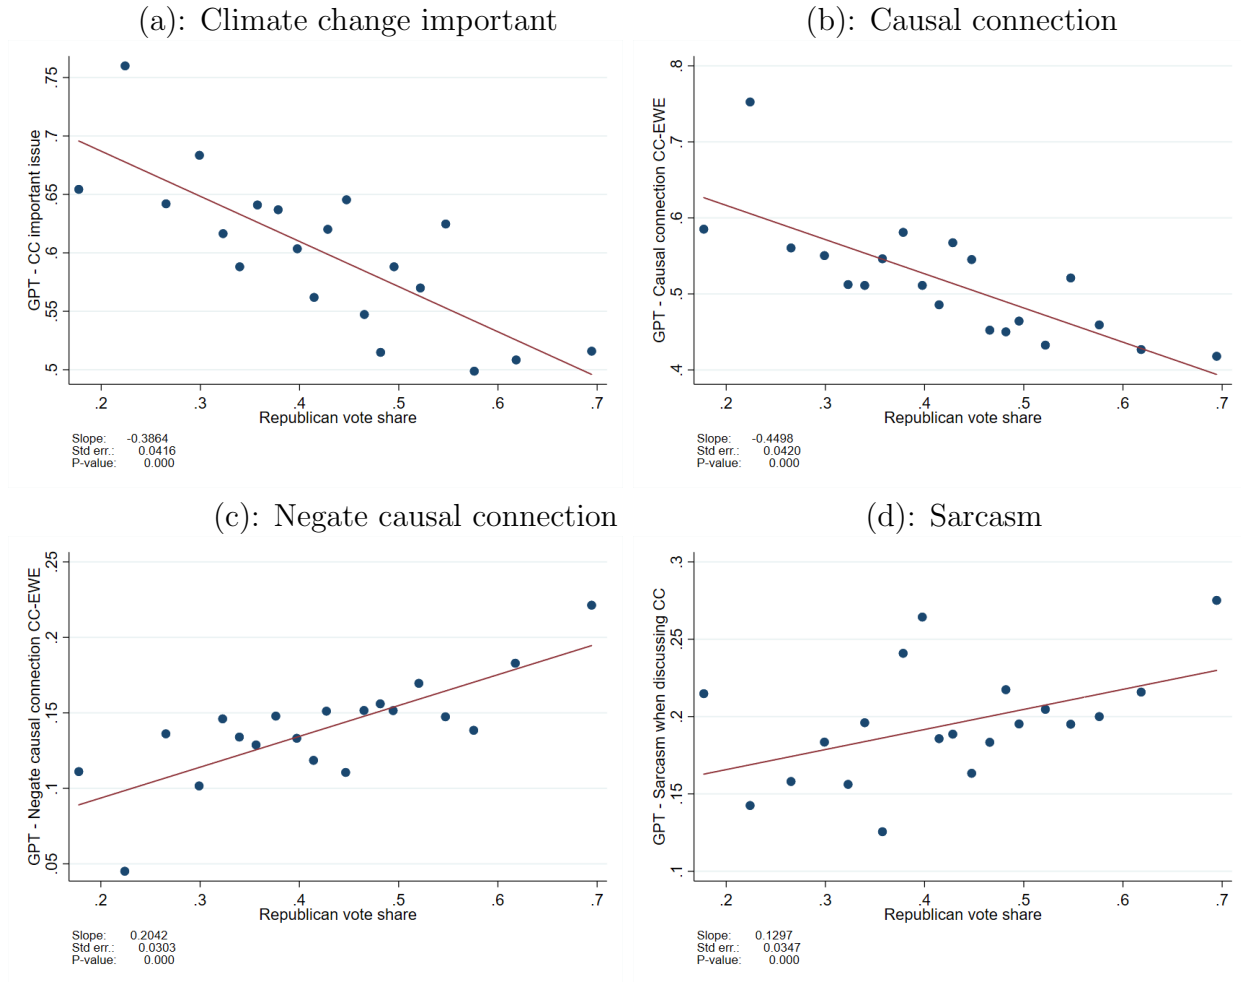 (a): Climate change important
GPT - CC important issue
.75
.7
.65
.6
.55
.5
.2 .3 .4 .5 .6 .7
Republican vote share
Slope: -0.3864
Std err.: 0.0416
P-value: 0.000
(b): Causal connection
GPT - Causal connection CC-EWE
.8
.7
.6
.5
.4
.2 .3 .4 .5 .6 .7
Republican vote share
Slope: -0.4498
Std err.: 0.0420
P-value: 0.000
(c): Negate causal connection
GPT - Negate causal connection CC-EWE
.25
.2
.15
.1
.05
.2 .3 .4 .5 .6 .7
Republican vote share
Slope: 0.2042
Std err.: 0.0303
P-value: 0.000
(d): Sarcasm
GPT - Sarcasm when discussing CC
.3
.25
.2
.15
.1
.2 .3 .4 .5 .6 .7
Republican vote share
Slope: 0.1297
Std err.: 0.0347
P-value: 0.000